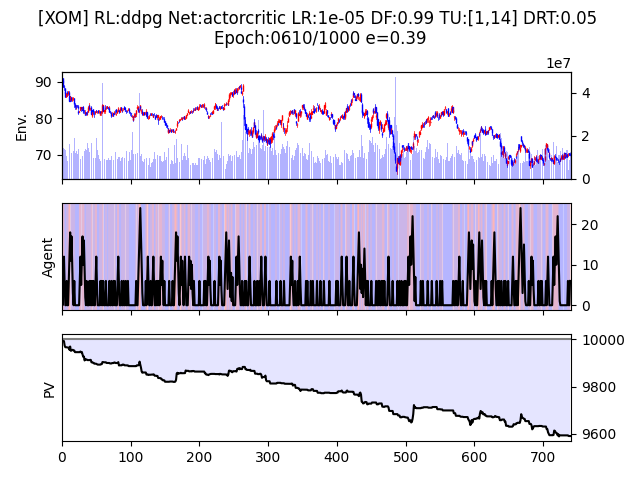 [XOM] RL:ddpg Net:actorcritic LR:1e-05 DF:0.99 TU:[1,14] DRT:0.05
Epoch:0610/1000 e=0.39
1e7
90
80
70
Env.
4
2
0
Agent
20
10
0
PV
10000
9800
9600
0 100 200 300 400 500 600 700